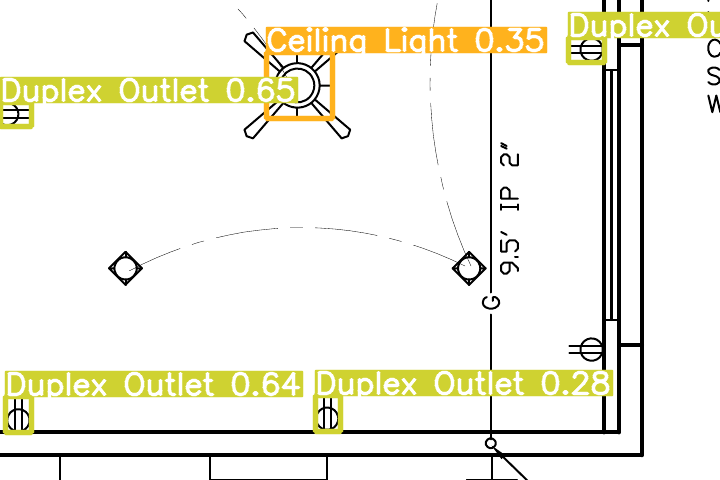 Ceiling Light 0.35
Duplex Ou
Duplex Outlet 0.65
9.5' IP 2"
G
Duplex Outlet 0.64
Duplex Outlet 0.28